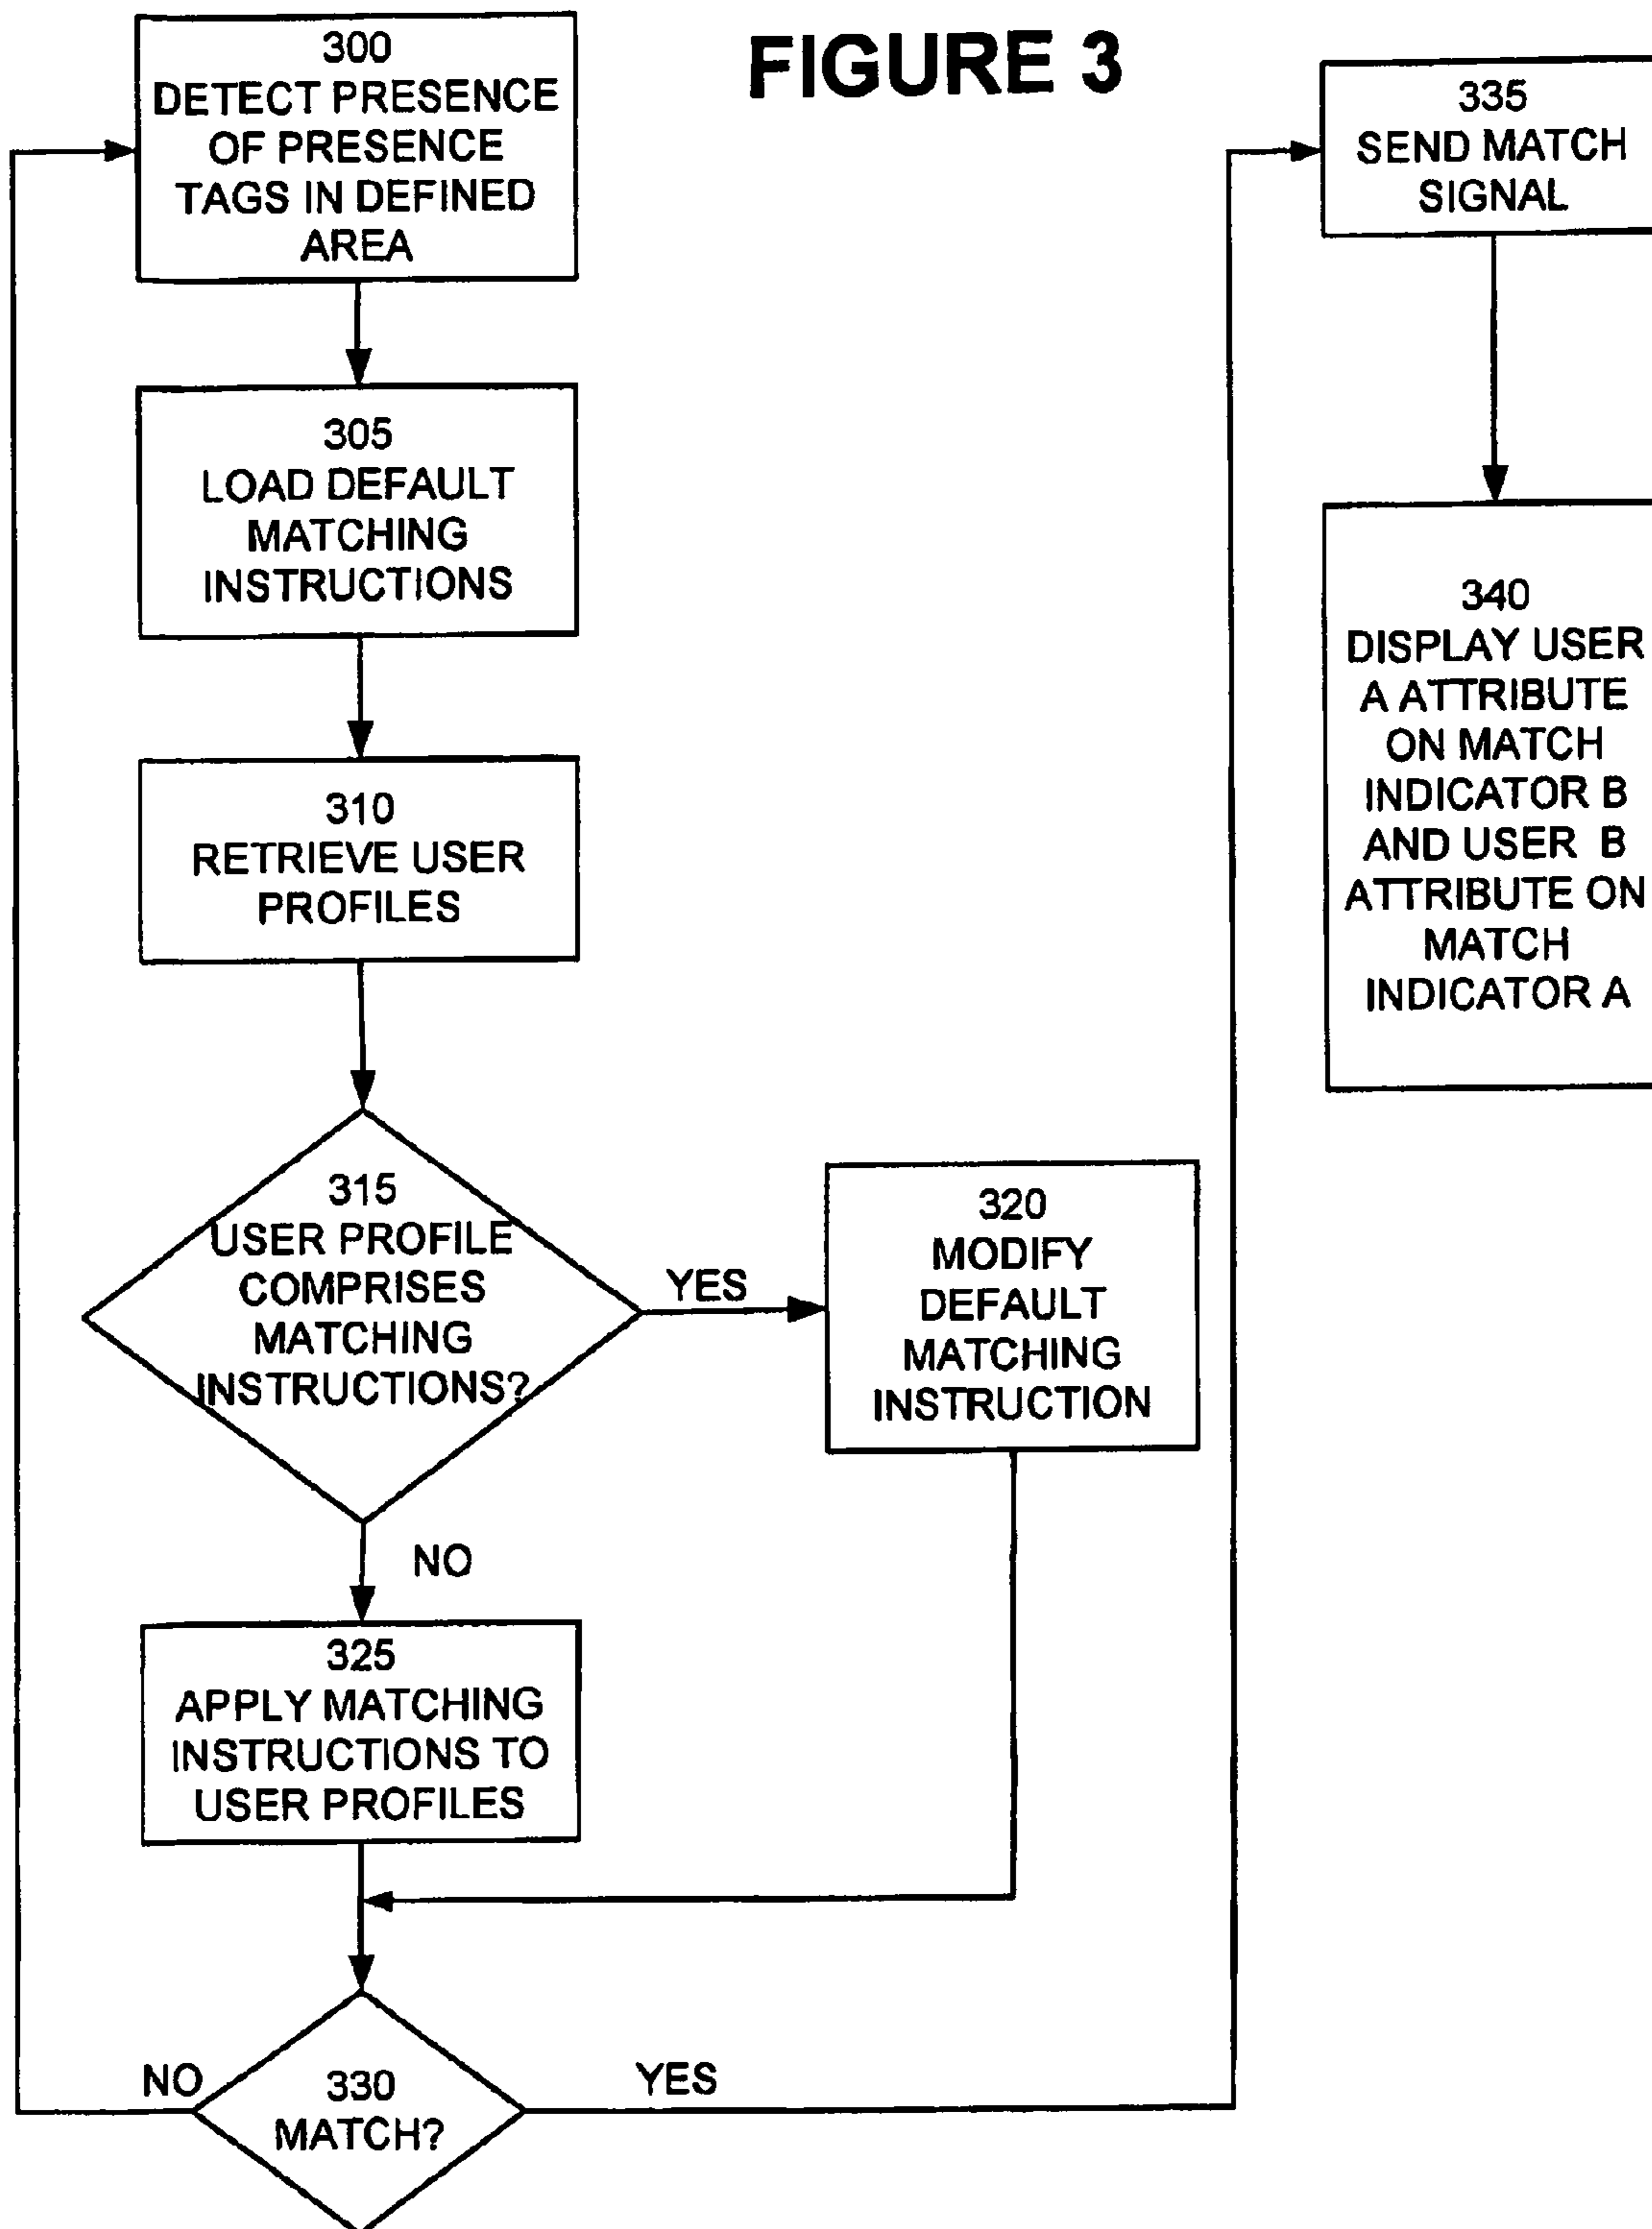 FIGURE 3
300
DETECT PRESENCE
OF PRESENCE
TAGS IN DEFINED
AREA
305
LOAD DEFAULT
MATCHING
INSTRUCTIONS
310
RETRIEVE USER
PROFILES
315
USER PROFILE
COMPRISES
MATCHING
INSTRUCTIONS?
YES
NO
320
MODIFY
DEFAULT
MATCHING
INSTRUCTION
325
APPLY MATCHING
INSTRUCTIONS TO
USER PROFILES
330
MATCH?
NO
YES
335
SEND MATCH
SIGNAL
340
DISPLAY USER
A ATTRIBUTE
ON MATCH
INDICATOR B
AND USER B
ATTRIBUTE ON
MATCH
INDICATOR A